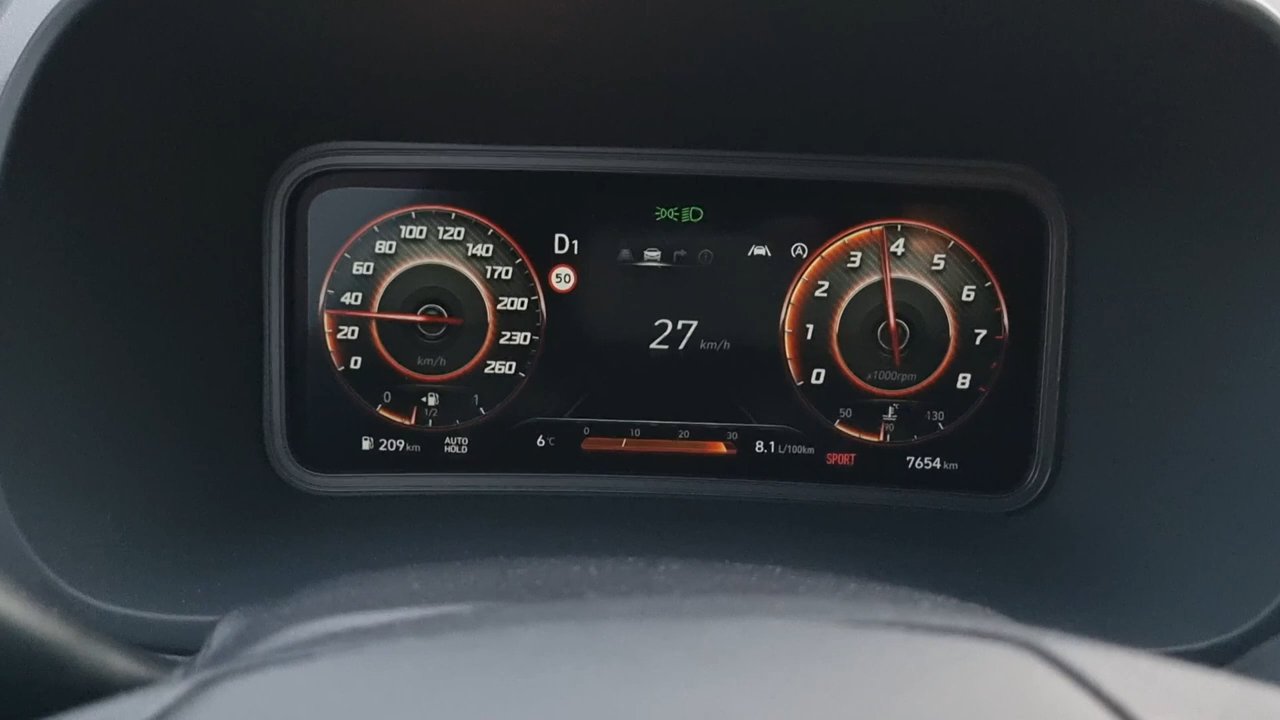 100 120
80 140
60 170
40 200
20 230
0 260
km/h
0 1
1/2
209 km
AUTO
HOLD
D1
50
27 km/h
A
0 10 20 30
6°C
8.1 L/100km
4
3 5
2 6
1 7
0 8
x1000rpm
50 °C 130
90
SPORT
7654 km